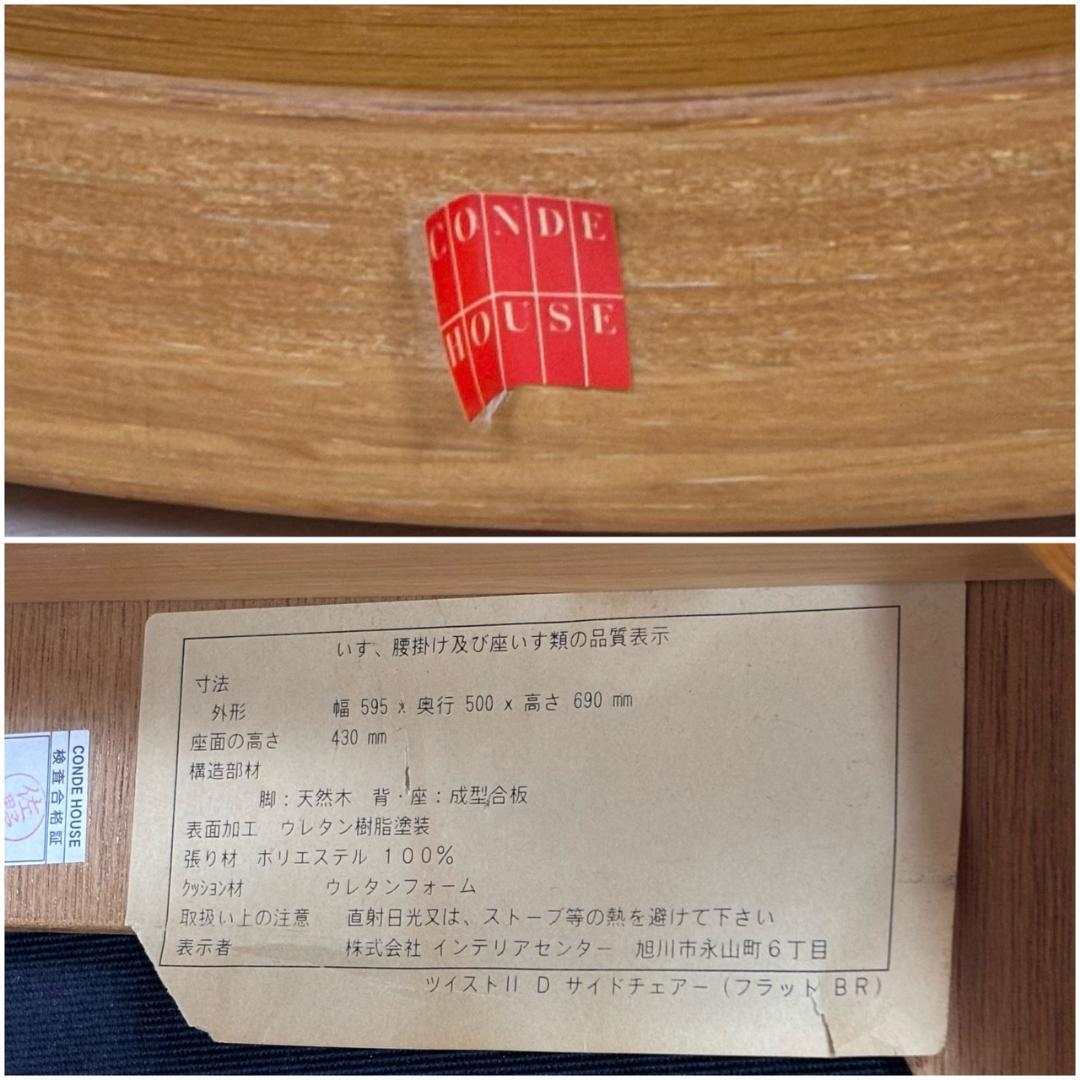 CONDE
HOUSE
いす、腰掛け及び座いす類の品質表示
寸法
外形 幅 595 x 奥行 500 x 高さ 690 mm
座面の高さ 430 mm
構造部材
脚：天然木 背・座：成型合板
表面加工 ウレタン樹脂塗装
張り材 ポリエステル 100%
クッション材 ウレタンフォーム
取扱い上の注意 直射日光又は、ストーブ等の熱を避けて下さい
表示者 株式会社 インテリアセンター 旭川市永山町6丁目
ツイストII D サイドチェアー (フラット BR)
CONDE HOUSE
検査合格証
佐野